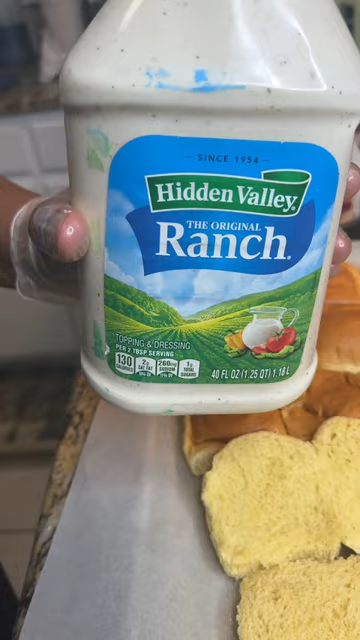 SINCE 1954
Hidden Valley®
THE ORIGINAL
Ranch®
TOPPING & DRESSING
PER 2 TBSP SERVING
130 CALORIES
2g SAT FAT
260mg SODIUM
1g TOTAL SUGARS
40 FL OZ (1.25 QT) 1.18 L